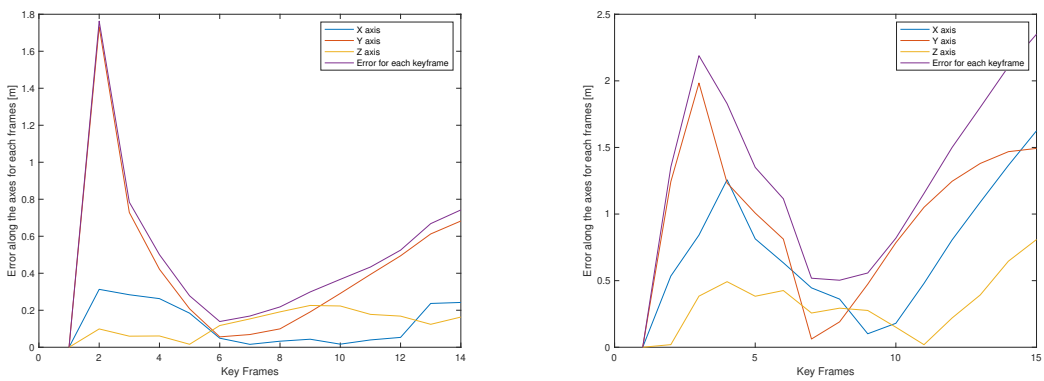 Error along the axes for each frames [m]
1.8
1.6
1.4
1.2
1
0.8
0.6
0.4
0.2
0
X axis
Y axis
Z axis
Error for each keyframe
0 2 4 6 8 10 12 14
Key Frames
Error along the axes for each frames [m]
2.5
2
1.5
1
0.5
0
X axis
Y axis
Z axis
Error for each keyframe
0 5 10 15
Key Frames